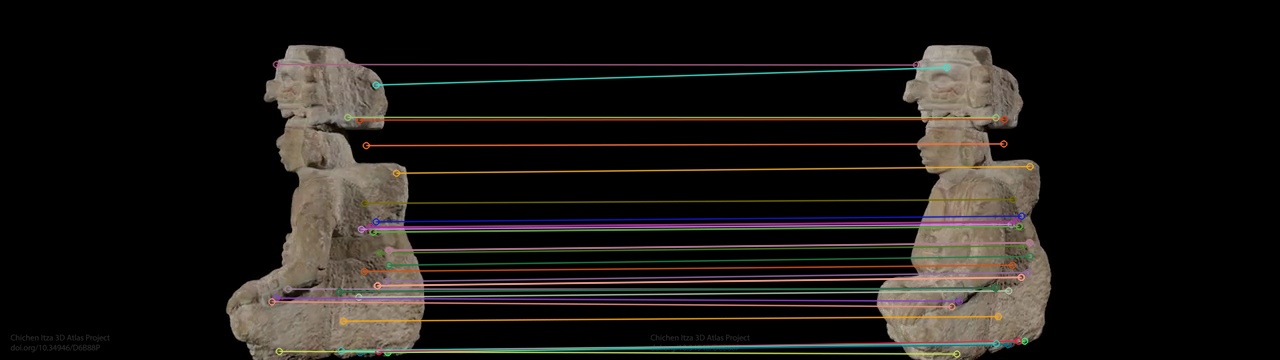 Chichen Itza 3D Atlas Project
doi.org/10.34946/D6888P
Chichen Itza 3D Atlas Project